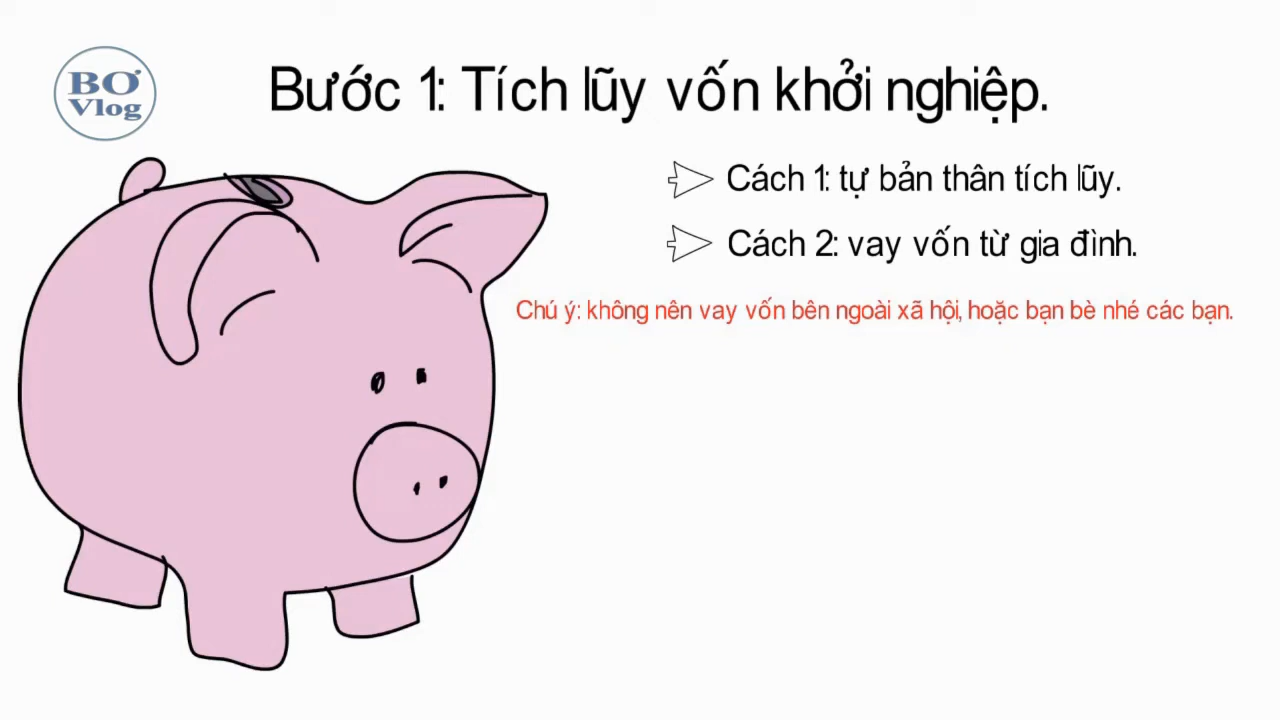 BƠ
Vlog
Bước 1: Tích lũy vốn khởi nghiệp.
Cách 1: tự bản thân tích lũy.
Cách 2: vay vốn từ gia đình.
Chú ý: không nên vay vốn bên ngoài xã hội, hoặc bạn bè nhé các bạn.